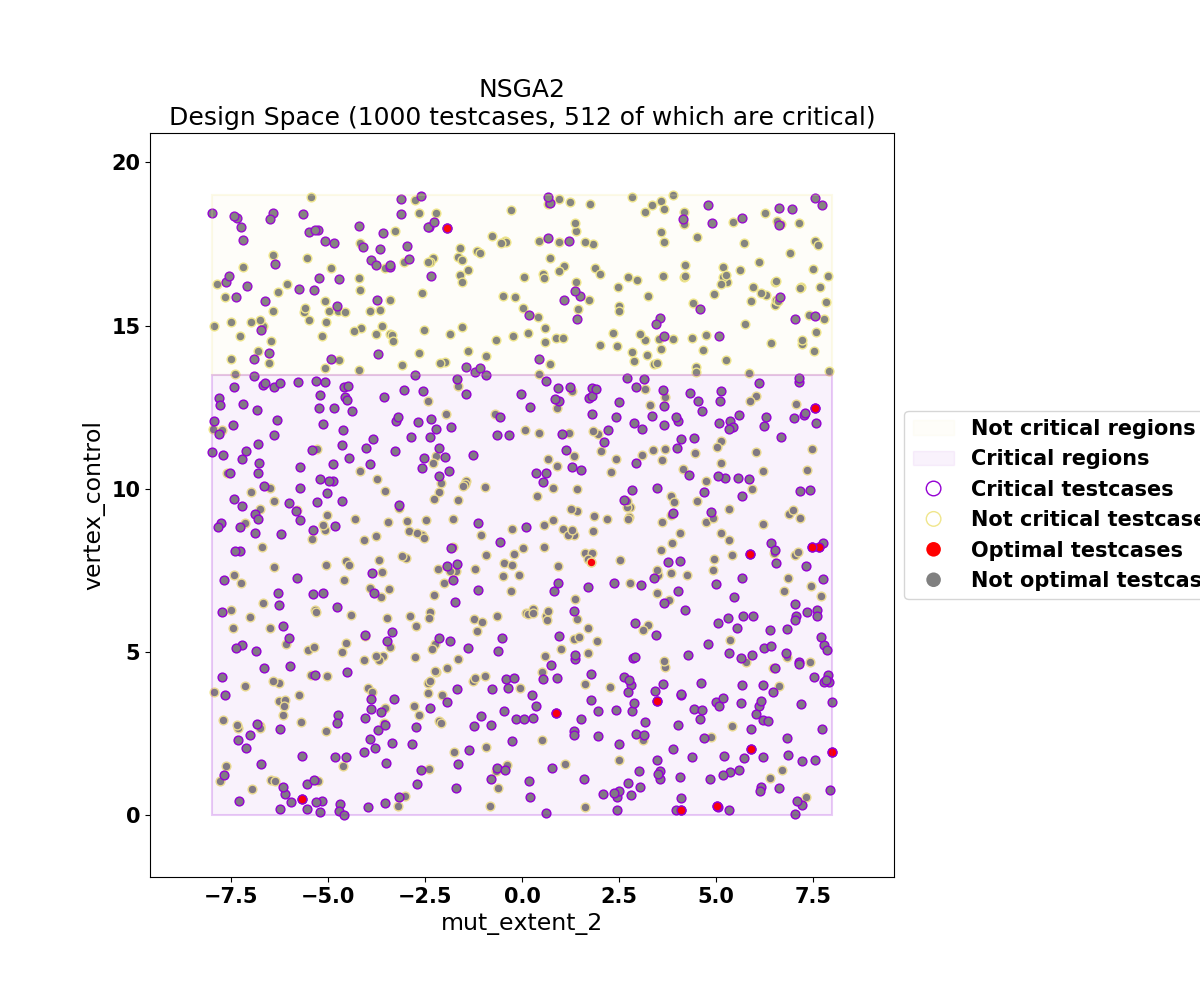 NSGA2
Design Space (1000 testcases, 512 of which are critical)
20
15
10
5
0
vertex_control
−7.5 −5.0 −2.5 0.0 2.5 5.0 7.5
mut_extent_2
Not critical regions
Critical regions
Critical testcases
Not critical testcase
Optimal testcases
Not optimal testcas